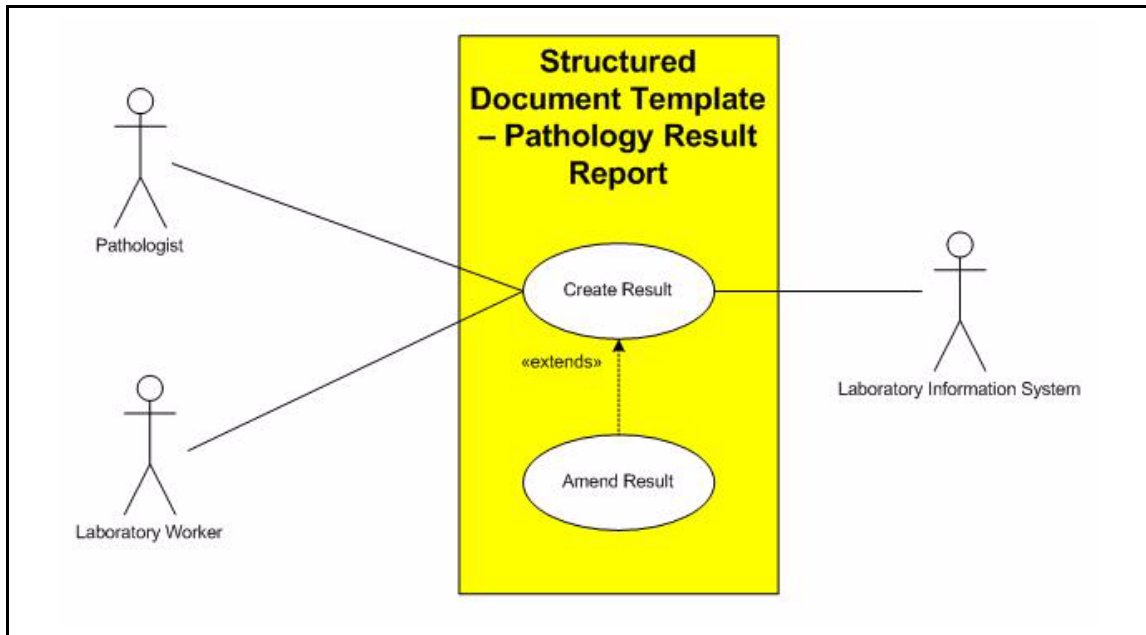 Structured
Document Template
– Pathology Result
Report
Pathologist
Create Result
«extends»
Laboratory Information System
Amend Result
Laboratory Worker